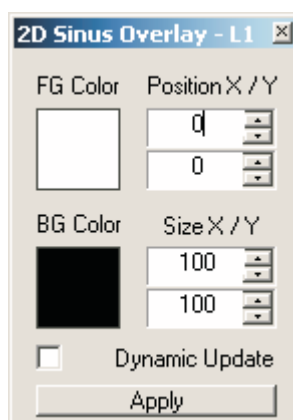 2D Sinus Overlay - L1
FG Color Position X / Y
0
0
BG Color Size X / Y
100
100
Dynamic Update
Apply